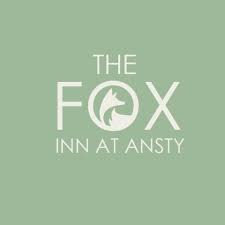 THE
FOX
INN AT ANSTY